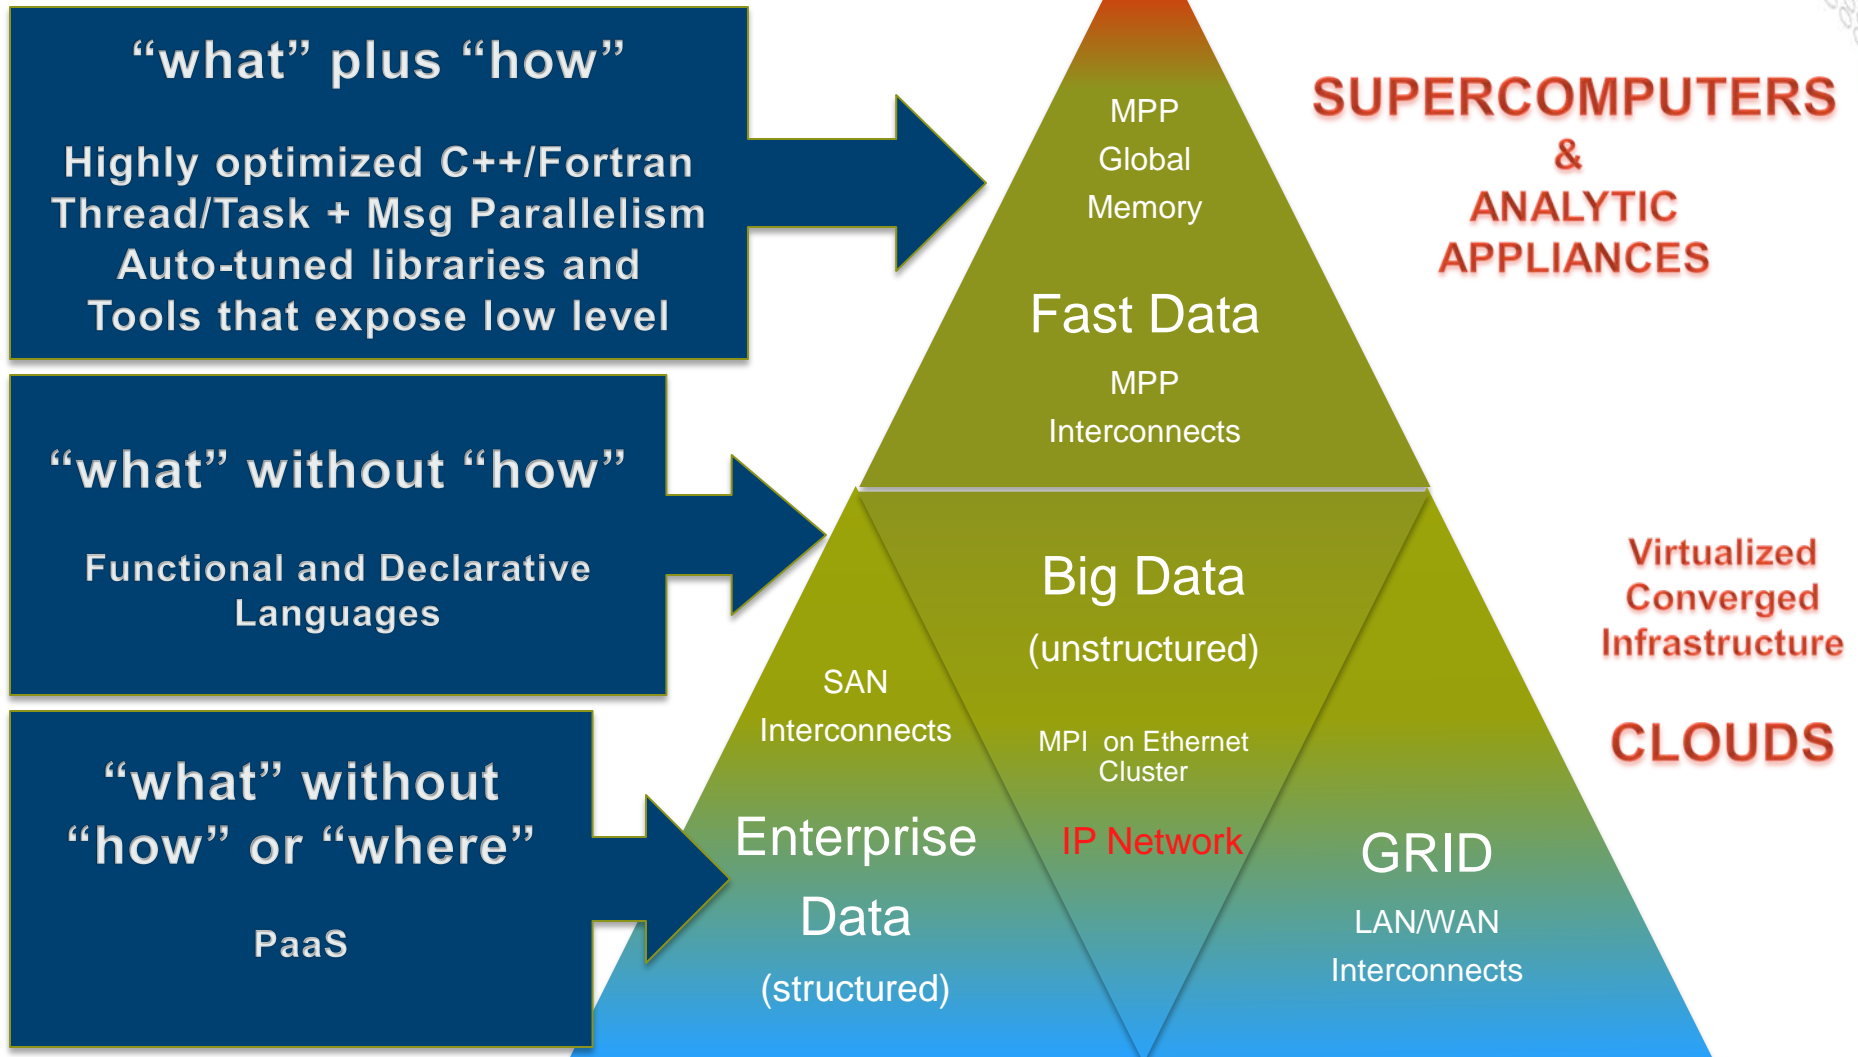 “what” plus “how”
Highly optimized C++/Fortran
Thread/Task + Msg Parallelism
Auto-tuned libraries and
Tools that expose low level
“what” without “how”
Functional and Declarative
Languages
“what” without
“how” or “where”
PaaS
MPP
Global
Memory
Fast Data
MPP
Interconnects
Big Data
(unstructured)
MPI on Ethernet
Cluster
IP Network
SAN
Interconnects
Enterprise
Data
(structured)
GRID
LAN/WAN
Interconnects
SUPERCOMPUTERS
&
ANALYTIC
APPLIANCES
Virtualized
Converged
Infrastructure
CLOUDS